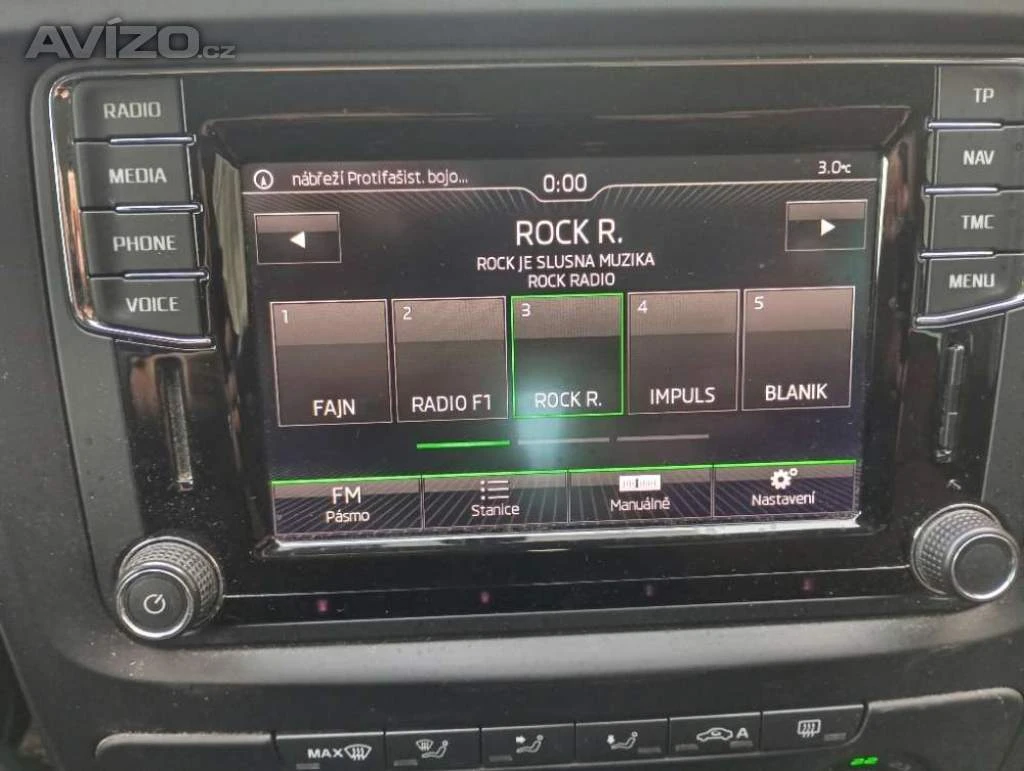 AVÍZO.cz
RADIO
MEDIA
PHONE
VOICE
TP
NAV
TMC
MENU
nábřeží Protifašist. bojo...
0:00
3.0°C
ROCK R.
ROCK JE SLUSNA MUZIKA
ROCK RADIO
1
2
3
4
5
FAJN
RADIO F1
ROCK R.
IMPULS
BLANIK
FM
Pásmo
Stanice
Manuálně
Nastavení
MAX
A
22